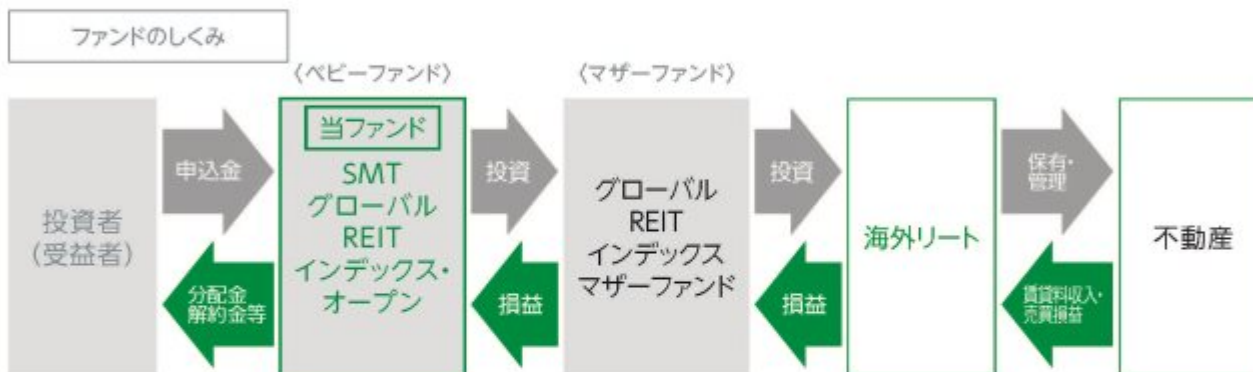 ファンドのしくみ
〈ベビーファンド〉
〈マザーファンド〉
投資者
(受益者)
申込金
分配金
解約金等
当ファンド
SMT
グローバル
REIT
インデックス・
オープン
投資
損益
グローバル
REIT
インデックス
マザーファンド
投資
損益
海外リート
保有・
管理
賃貸料収入・
売買損益
不動産